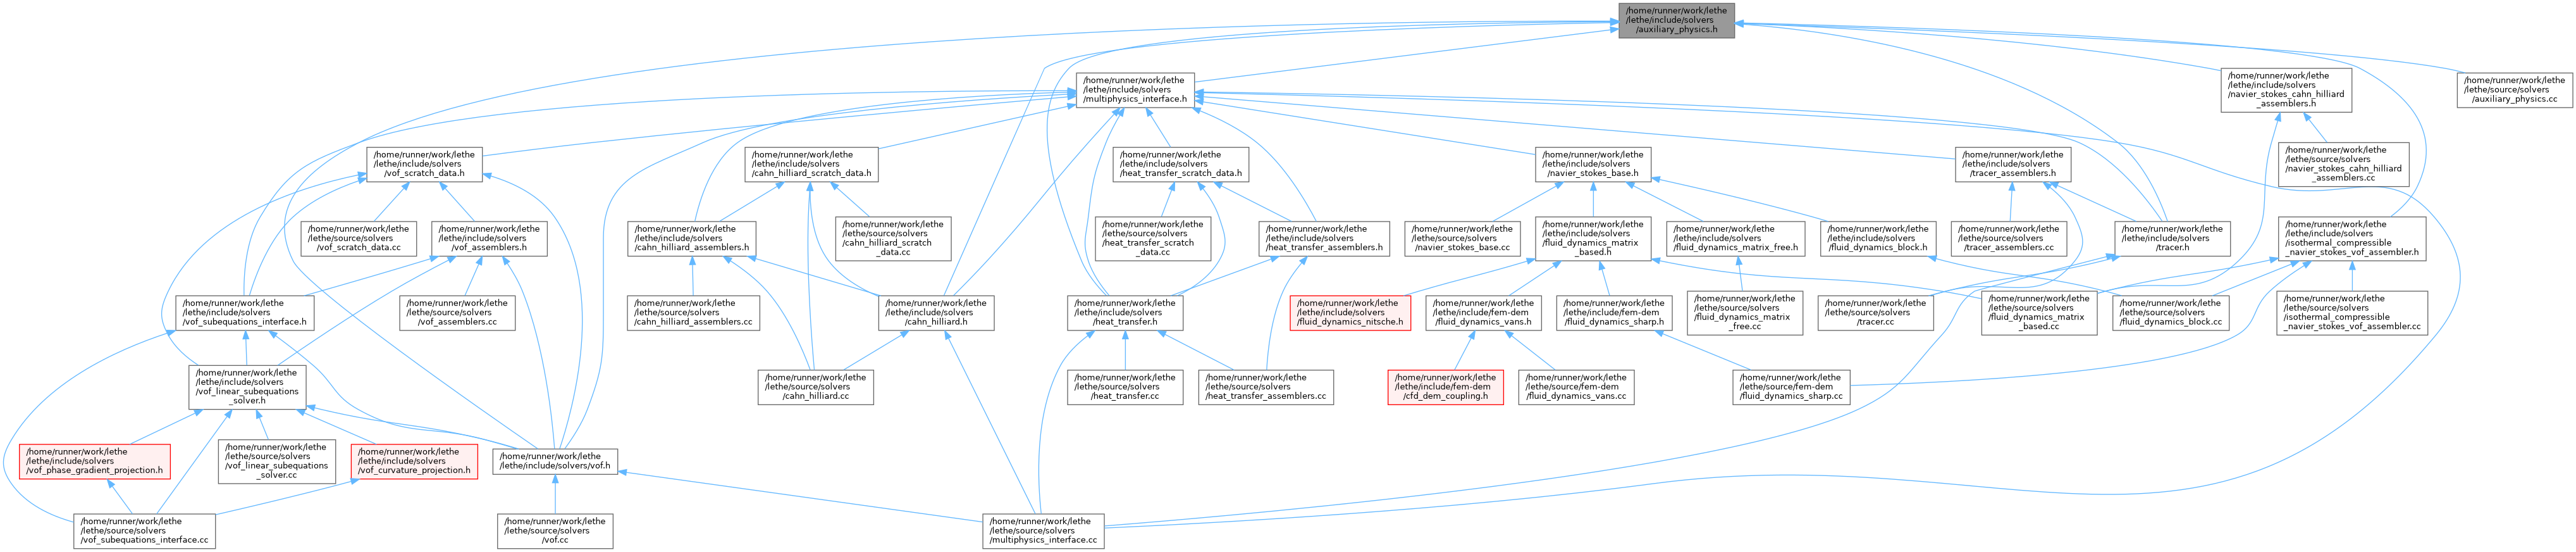 /home/runner/work/lethe
/lethe/include/solvers
/auxiliary_physics.h
/home/runner/work/lethe
/lethe/include/solvers
/multiphysics_interface.h
/home/runner/work/lethe
/lethe/include/solvers
/navier_stokes_cahn_hilliard
_assemblers.h
/home/runner/work/lethe
/lethe/source/solvers
/auxiliary_physics.cc
/home/runner/work/lethe
/lethe/include/solvers
/vof_scratch_data.h
/home/runner/work/lethe
/lethe/include/solvers
/cahn_hilliard_scratch_data.h
/home/runner/work/lethe
/lethe/include/solvers
/heat_transfer_scratch_data.h
/home/runner/work/lethe
/lethe/include/solvers
/navier_stokes_base.h
/home/runner/work/lethe
/lethe/include/solvers
/tracer_assemblers.h
/home/runner/work/lethe
/lethe/source/solvers
/navier_stokes_cahn_hilliard
_assemblers.cc
/home/runner/work/lethe
/lethe/source/solvers
/vof_scratch_data.cc
/home/runner/work/lethe
/lethe/include/solvers
/vof_assemblers.h
/home/runner/work/lethe
/lethe/include/solvers
/cahn_hilliard_assemblers.h
/home/runner/work/lethe
/lethe/source/solvers
/cahn_hilliard_scratch
_data.cc
/home/runner/work/lethe
/lethe/source/solvers
/heat_transfer_scratch
_data.cc
/home/runner/work/lethe
/lethe/include/solvers
/heat_transfer_assemblers.h
/home/runner/work/lethe
/lethe/source/solvers
/navier_stokes_base.cc
/home/runner/work/lethe
/lethe/include/solvers
/fluid_dynamics_matrix
_based.h
/home/runner/work/lethe
/lethe/include/solvers
/fluid_dynamics_matrix_free.h
/home/runner/work/lethe
/lethe/include/solvers
/fluid_dynamics_block.h
/home/runner/work/lethe
/lethe/source/solvers
/tracer_assemblers.cc
/home/runner/work/lethe
/lethe/include/solvers
/tracer.h
/home/runner/work/lethe
/lethe/include/solvers
/isothermal_compressible
_navier_stokes_vof_assembler.h
/home/runner/work/lethe
/lethe/include/solvers
/vof_subequations_interface.h
/home/runner/work/lethe
/lethe/source/solvers
/vof_assemblers.cc
/home/runner/work/lethe
/lethe/source/solvers
/cahn_hilliard_assemblers.cc
/home/runner/work/lethe
/lethe/include/solvers
/cahn_hilliard.h
/home/runner/work/lethe
/lethe/include/solvers
/heat_transfer.h
/home/runner/work/lethe
/lethe/include/solvers
/fluid_dynamics_nitsche.h
/home/runner/work/lethe
/lethe/include/fem-dem
/fluid_dynamics_vans.h
/home/runner/work/lethe
/lethe/include/fem-dem
/fluid_dynamics_sharp.h
/home/runner/work/lethe
/lethe/source/solvers
/fluid_dynamics_matrix
_free.cc
/home/runner/work/lethe
/lethe/source/solvers
/tracer.cc
/home/runner/work/lethe
/lethe/source/solvers
/fluid_dynamics_matrix
_based.cc
/home/runner/work/lethe
/lethe/source/solvers
/fluid_dynamics_block.cc
/home/runner/work/lethe
/lethe/source/solvers
/isothermal_compressible
_navier_stokes_vof_assembler.cc
/home/runner/work/lethe
/lethe/include/solvers
/vof_linear_subequations
_solver.h
/home/runner/work/lethe
/lethe/source/solvers
/cahn_hilliard.cc
/home/runner/work/lethe
/lethe/source/solvers
/heat_transfer.cc
/home/runner/work/lethe
/lethe/source/solvers
/heat_transfer_assemblers.cc
/home/runner/work/lethe
/lethe/include/fem-dem
/cfd_dem_coupling.h
/home/runner/work/lethe
/lethe/source/fem-dem
/fluid_dynamics_vans.cc
/home/runner/work/lethe
/lethe/source/fem-dem
/fluid_dynamics_sharp.cc
/home/runner/work/lethe
/lethe/include/solvers
/vof_phase_gradient_projection.h
/home/runner/work/lethe
/lethe/source/solvers
/vof_linear_subequations
_solver.cc
/home/runner/work/lethe
/lethe/include/solvers
/vof_curvature_projection.h
/home/runner/work/lethe
/lethe/include/solvers/vof.h
/home/runner/work/lethe
/lethe/source/solvers
/vof_subequations_interface.cc
/home/runner/work/lethe
/lethe/source/solvers
/vof.cc
/home/runner/work/lethe
/lethe/source/solvers
/multiphysics_interface.cc